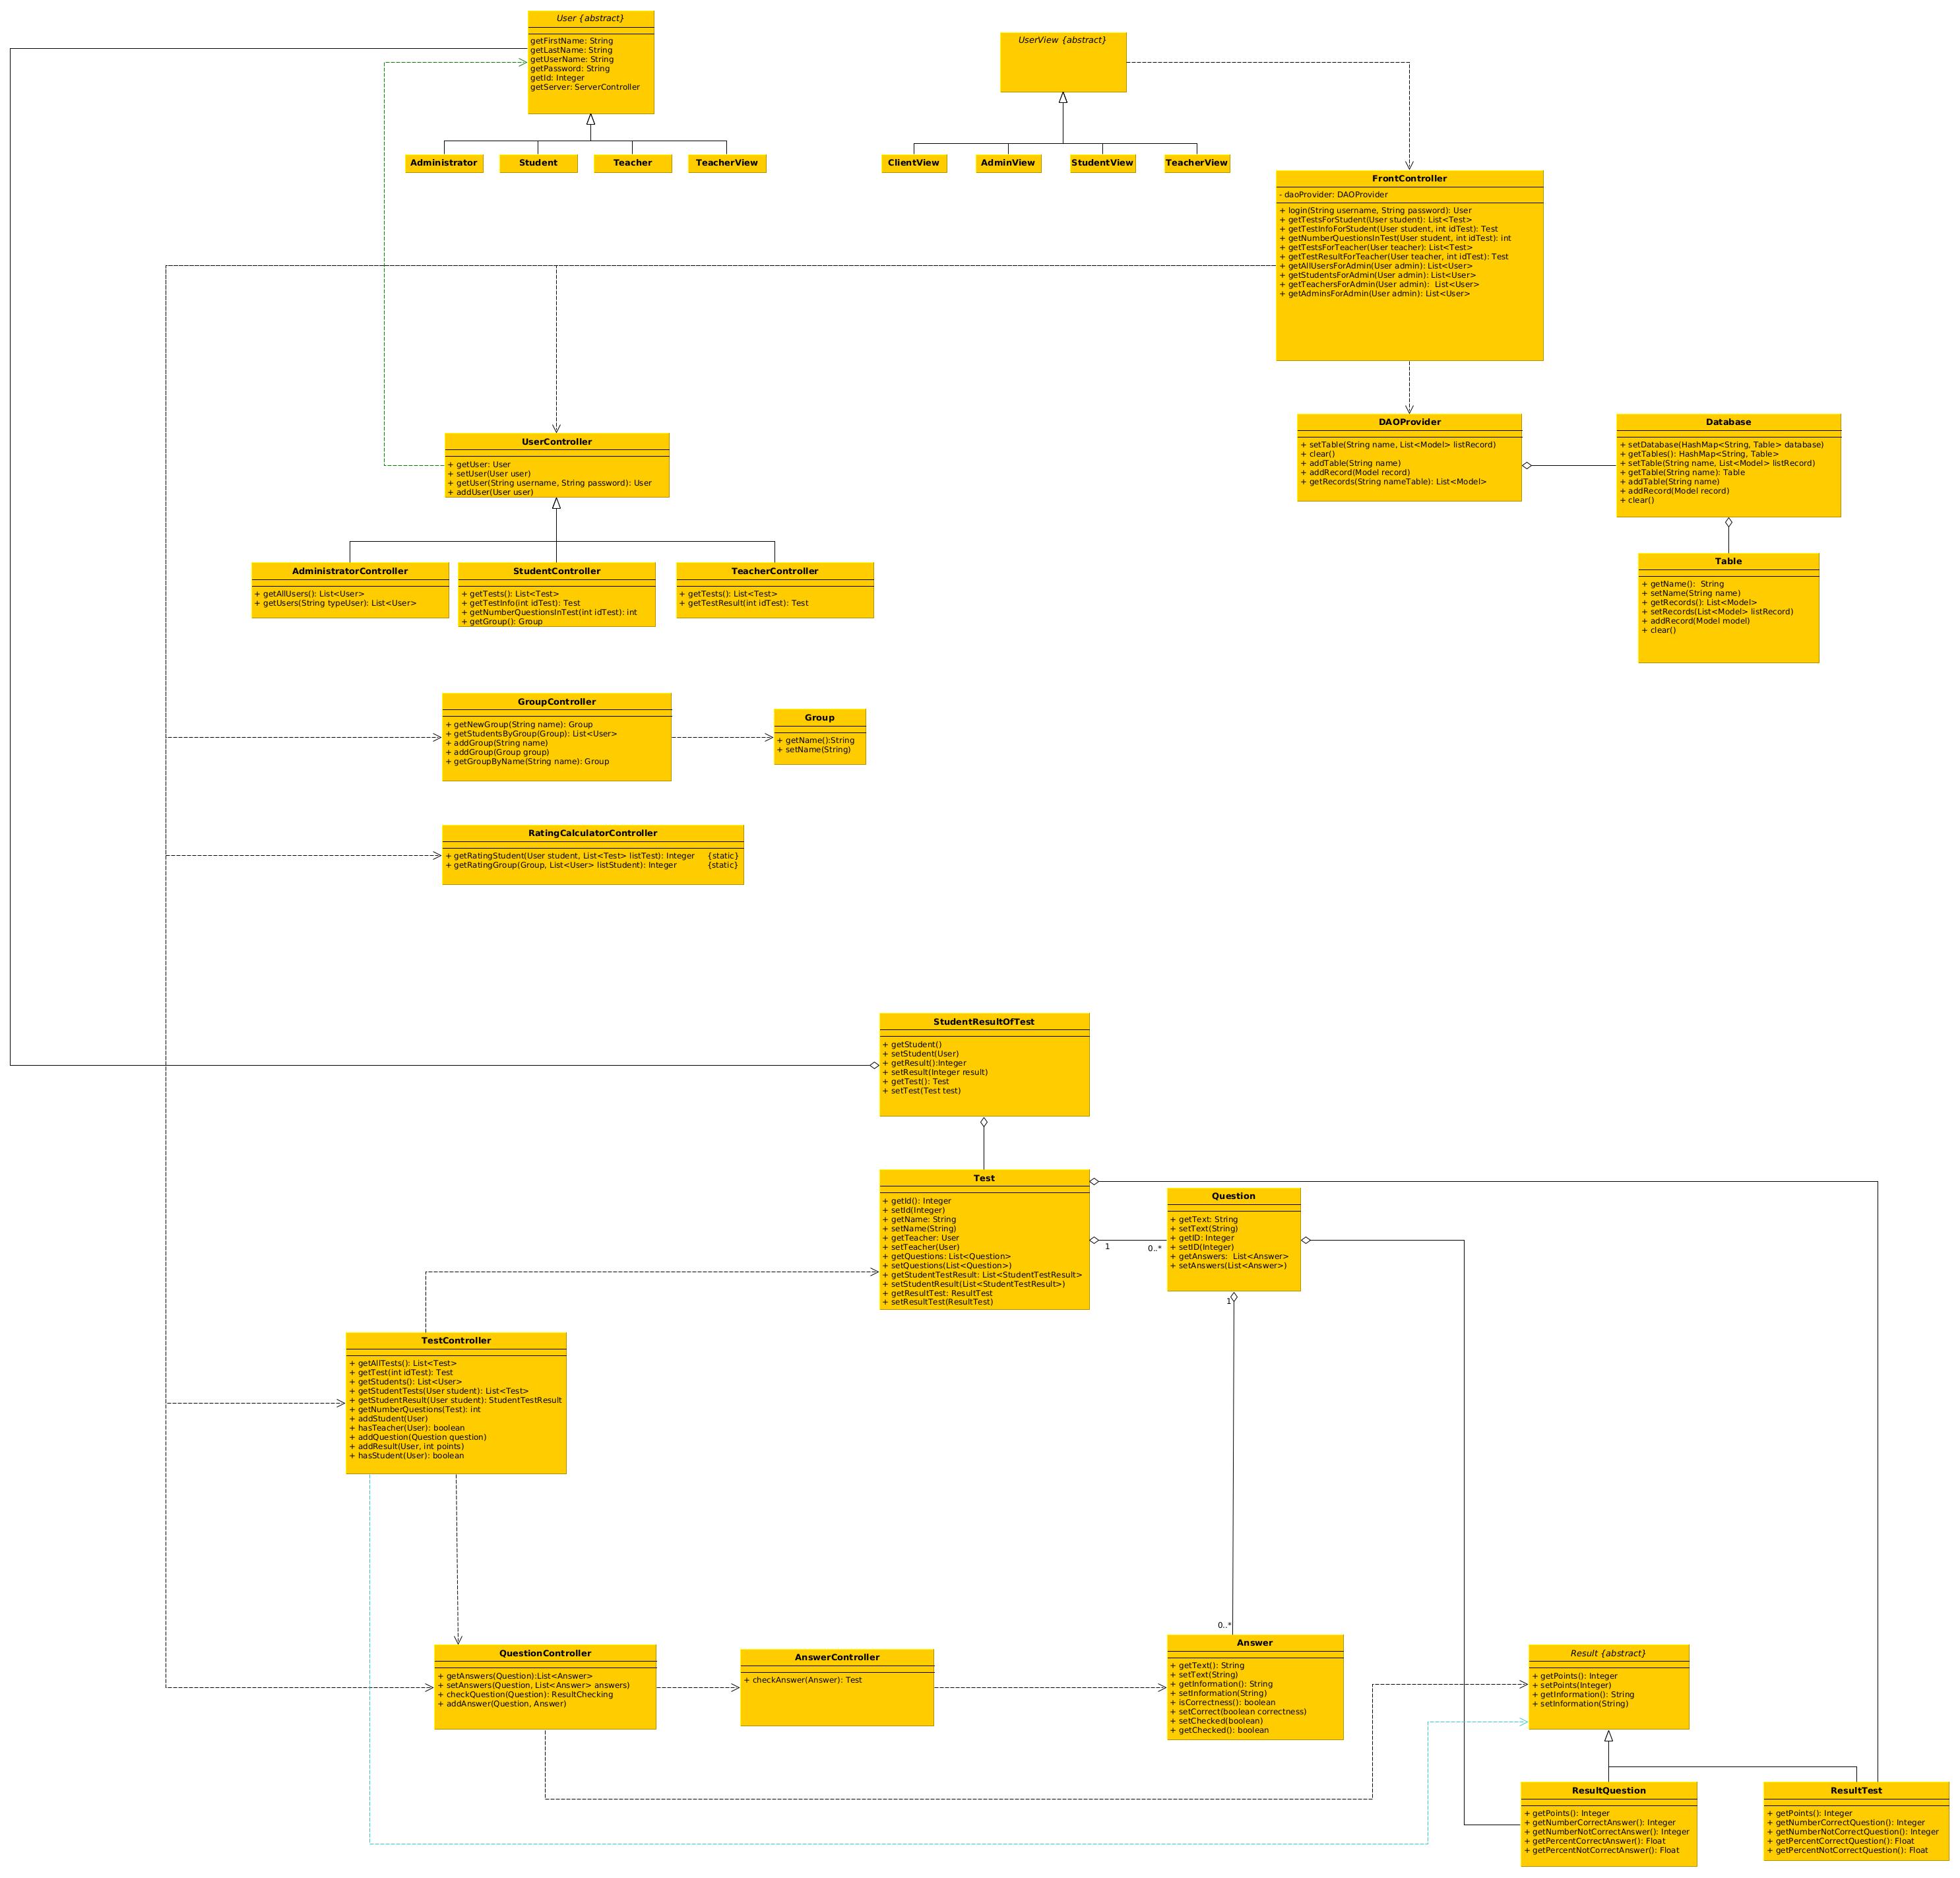 User {abstract}
getFirstName: String
getLastName: String
getUserName: String
getPassword: String
getId: Integer
getServer: ServerController
Administrator
Student
Teacher
TeacherView
UserView {abstract}
ClientView
AdminView
StudentView
TeacherView
FrontController
- daoProvider: DAOProvider
+ login(String username, String password): User
+ getTestsForStudent(User student): List<Test>
+ getTestInfoForStudent(User student, int idTest): Test
+ getNumberQuestionsInTest(User student, int idTest): int
+ getTestsForTeacher(User teacher): List<Test>
+ getTestResultForTeacher(User teacher, int idTest): Test
+ getAllUsersForAdmin(User admin): List<User>
+ getStudentsForAdmin(User admin): List<User>
+ getTeachersForAdmin(User admin):  List<User>
+ getAdminsForAdmin(User admin): List<User>
UserController
+ getUser: User
+ setUser(User user)
+ getUser(String username, String password): User
+ addUser(User user)
DAOProvider
+ setTable(String name, List<Model> listRecord)
+ clear()
+ addTable(String name)
+ addRecord(Model record)
+ getRecords(String nameTable): List<Model>
Database
+ setDatabase(HashMap<String, Table> database)
+ getTables(): HashMap<String, Table>
+ setTable(String name, List<Model> listRecord)
+ getTable(String name): Table
+ addTable(String name)
+ addRecord(Model record)
+ clear()
AdministratorController
+ getAllUsers(): List<User>
+ getUsers(String typeUser): List<User>
StudentController
+ getTests(): List<Test>
+ getTestInfo(int idTest): Test
+ getNumberQuestionsInTest(int idTest): int
+ getGroup(): Group
TeacherController
+ getTests(): List<Test>
+ getTestResult(int idTest): Test
Table
+ getName():  String
+ setName(String name)
+ getRecords(): List<Model>
+ setRecords(List<Model> listRecord)
+ addRecord(Model model)
+ clear()
GroupController
+ getNewGroup(String name): Group
+ getStudentsByGroup(Group): List<User>
+ addGroup(String name)
+ addGroup(Group group)
+ getGroupByName(String name): Group
Group
+ getName():String
+ setName(String)
RatingCalculatorController
+ getRatingStudent(User student, List<Test> listTest): Integer {static}
+ getRatingGroup(Group, List<User> listStudent): Integer {static}
StudentResultOfTest
+ getStudent()
+ setStudent(User)
+ getResult():Integer
+ setResult(Integer result)
+ getTest(): Test
+ setTest(Test test)
Test
+ getId(): Integer
+ setId(Integer)
+ getName: String
+ setName(String)
+ getTeacher: User
+ setTeacher(User)
+ getQuestions: List<Question>
+ setQuestions(List<Question>)
+ getStudentTestResult: List<StudentTestResult>
+ setStudentResult(List<StudentTestResult>)
+ getResultTest: ResultTest
+ setResultTest(ResultTest)
1
0..*
Question
+ getText: String
+ setText(String)
+ getID: Integer
+ setID(Integer)
+ getAnswers:  List<Answer>
+ setAnswers(List<Answer>)
1
0..*
TestController
+ getAllTests(): List<Test>
+ getTest(int idTest): Test
+ getStudents(): List<User>
+ getStudentTests(User student): List<Test>
+ getStudentResult(User student): StudentTestResult
+ getNumberQuestions(Test): int
+ addStudent(User)
+ hasTeacher(User): boolean
+ addQuestion(Question question)
+ addResult(User, int points)
+ hasStudent(User): boolean
QuestionController
+ getAnswers(Question):List<Answer>
+ setAnswers(Question, List<Answer> answers)
+ checkQuestion(Question): ResultChecking
+ addAnswer(Question, Answer)
AnswerController
+ checkAnswer(Answer): Test
Answer
+ getText(): String
+ setText(String)
+ getInformation(): String
+ setInformation(String)
+ isCorrectness(): boolean
+ setCorrect(boolean correctness)
+ setChecked(boolean)
+ getChecked(): boolean
Result {abstract}
+ getPoints(): Integer
+ setPoints(Integer)
+ getInformation(): String
+ setInformation(String)
ResultQuestion
+ getPoints(): Integer
+ getNumberCorrectAnswer(): Integer
+ getNumberNotCorrectAnswer(): Integer
+ getPercentCorrectAnswer(): Float
+ getPercentNotCorrectAnswer(): Float
ResultTest
+ getPoints(): Integer
+ getNumberCorrectQuestion(): Integer
+ getNumberNotCorrectQuestion(): Integer
+ getPercentCorrectQuestion(): Float
+ getPercentNotCorrectQuestion(): Float